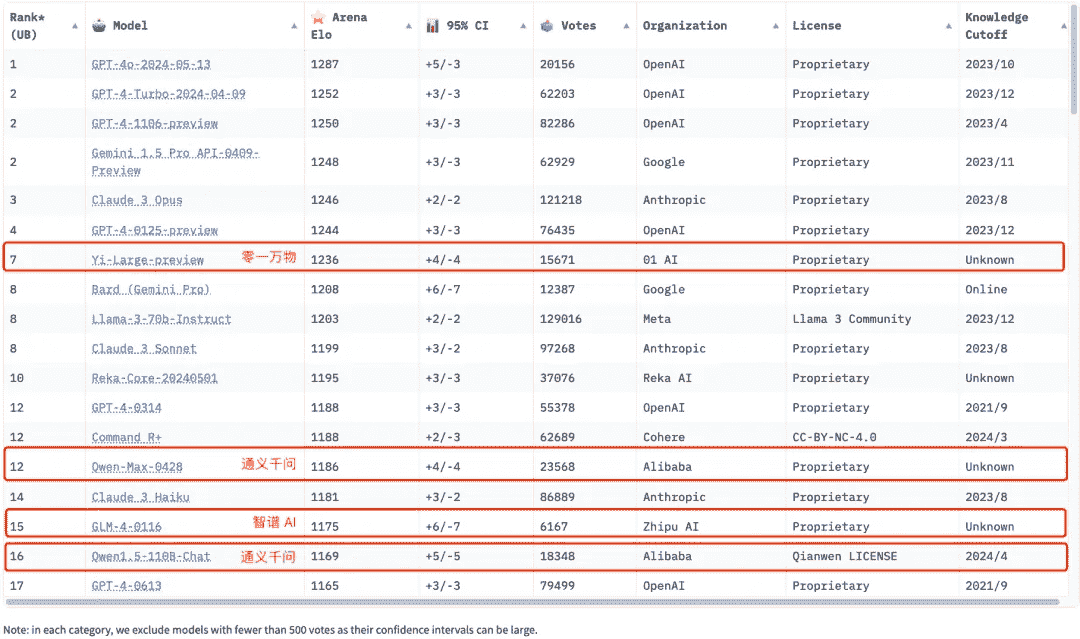 Rank* (UB) Model Arena Elo 95% CI Votes Organization License Knowledge Cutoff
1 GPT-4o-2024-05-13 1287 +5/-3 20156 OpenAI Proprietary 2023/10
2 GPT-4-Turbo-2024-04-09 1252 +3/-3 62203 OpenAI Proprietary 2023/12
2 GPT-4-1106-preview 1250 +3/-3 82286 OpenAI Proprietary 2023/4
2 Gemini 1.5 Pro API-0409-Preview 1248 +3/-3 62929 Google Proprietary 2023/11
3 Claude 3 Opus 1246 +2/-2 121218 Anthropic Proprietary 2023/8
4 GPT-4-0125-preview 1244 +3/-3 76435 OpenAI Proprietary 2023/12
7 Yi-Large-preview 零一万物 1236 +4/-4 15671 01 AI Proprietary Unknown
8 Bard (Gemini Pro) 1208 +6/-7 12387 Google Proprietary Online
8 Llama-3-70b-Instruct 1203 +2/-2 129016 Meta Llama 3 Community 2023/12
8 Claude 3 Sonnet 1199 +3/-2 97268 Anthropic Proprietary 2023/8
10 Reka-Core-20240501 1195 +3/-3 37076 Reka AI Proprietary Unknown
12 GPT-4-0314 1188 +3/-3 55378 OpenAI Proprietary 2021/9
12 Command R+ 1188 +2/-3 62689 Cohere CC-BY-NC-4.0 2024/3
12 Qwen-Max-0428 通义千问 1186 +4/-4 23568 Alibaba Proprietary Unknown
14 Claude 3 Haiku 1181 +3/-2 86889 Anthropic Proprietary 2023/8
15 GLM-4-0116 智谱 AI 1175 +6/-7 6167 Zhipu AI Proprietary Unknown
16 Qwen1.5-110B-Chat 通义千问 1169 +5/-5 18348 Alibaba Qianwen LICENSE 2024/4
17 GPT-4-0613 1165 +3/-3 79499 OpenAI Proprietary 2021/9
Note: in each category, we exclude models with fewer than 500 votes as their confidence intervals can be large.